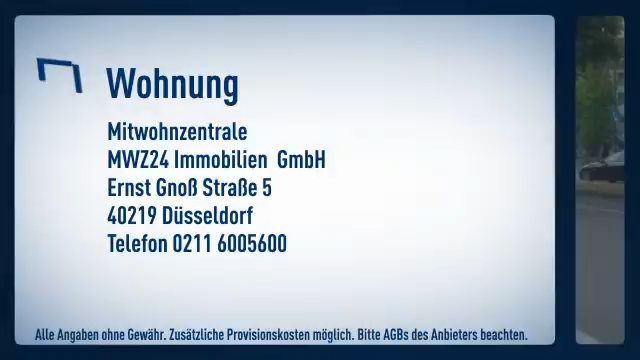 Wohnung
Mitwohnzentrale
MWZ24 Immobilien GmbH
Ernst Gnoß Straße 5
40219 Düsseldorf
Telefon 0211 6005600
Alle Angaben ohne Gewähr. Zusätzliche Provisionskosten möglich. Bitte AGBs des Anbieters beachten.